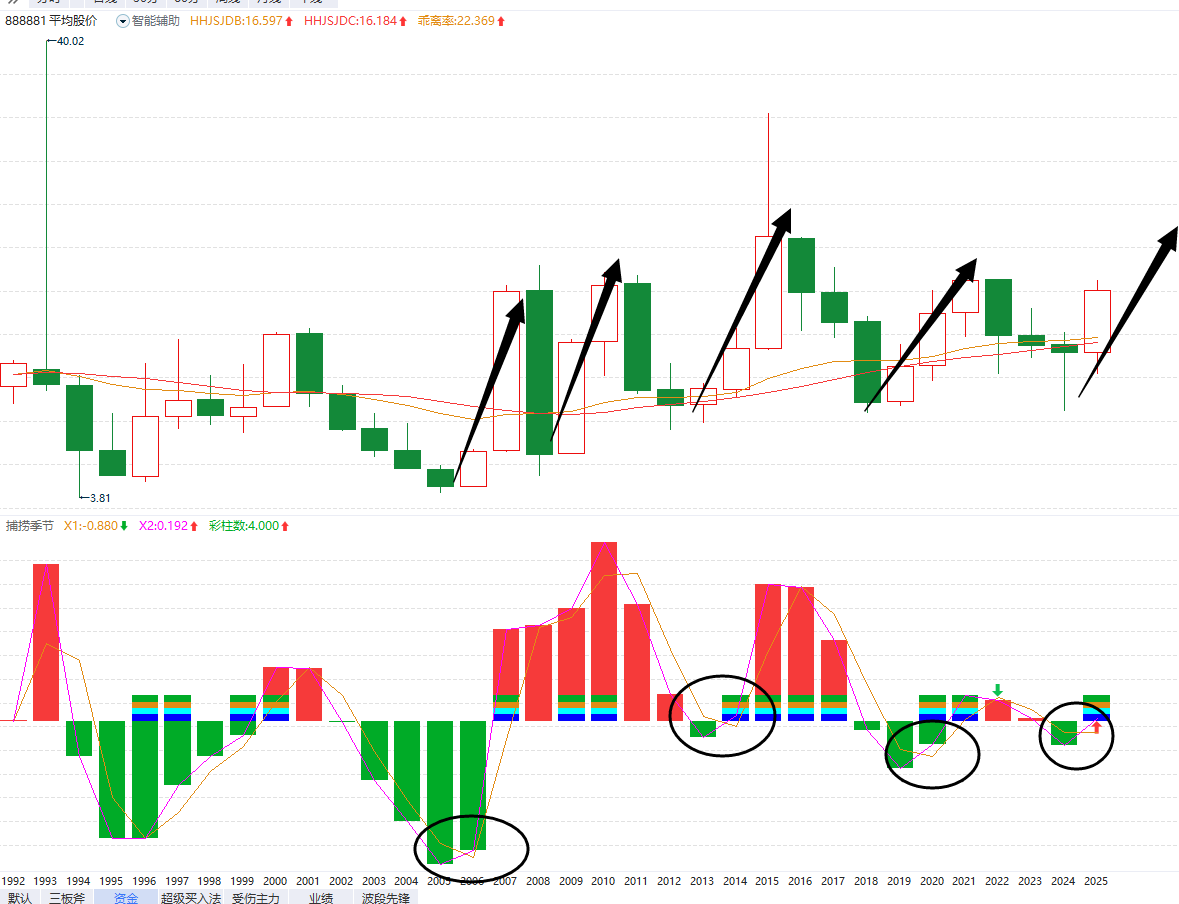 888881 平均股价 智能辅助 HHJSJDB:16.597 HHJSJDC:16.184 乖离率:22.369
40.02
3.81
捕捞季节 X1:-0.880 X2:0.192 彩柱数:4.000
1992 1993 1994 1995 1996 1997 1998 1999 2000 2001 2002 2003 2004 2005 2006 2007 2008 2009 2010 2011 2012 2013 2014 2015 2016 2017 2018 2019 2020 2021 2022 2023 2024 2025
默认 三板斧 资金 超级买入法 受伤主力 业绩 波段先锋